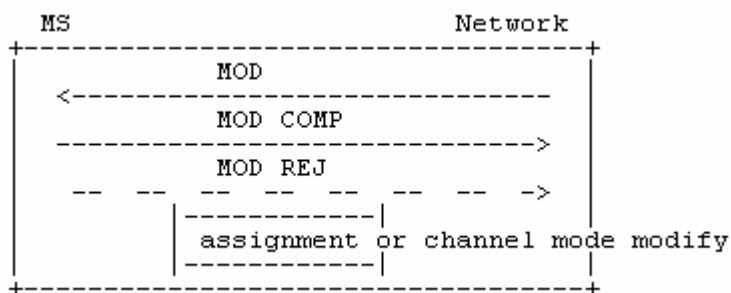 MS Network
MOD
MOD COMP
MOD REJ
assignment or channel mode modify